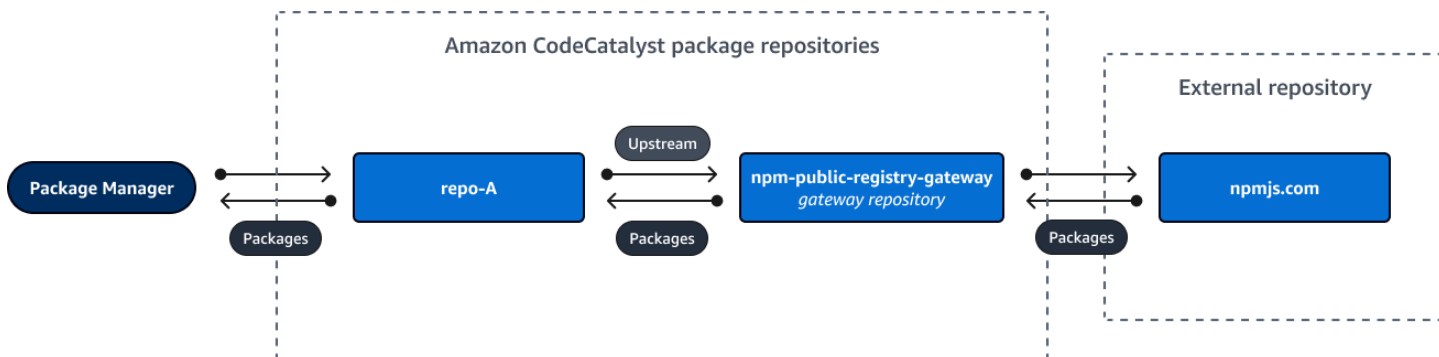 Amazon CodeCatalyst package repositories
External repository
Upstream
Package Manager
repo-A
npm-public-registry-gateway
gateway repository
npmjs.com
Packages
Packages
Packages